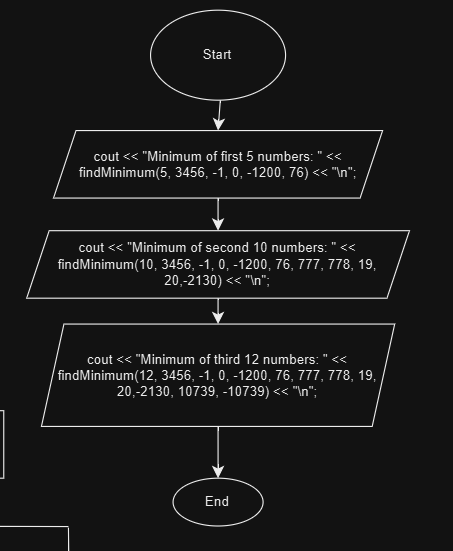 Start
cout << "Minimum of first 5 numbers: " <<
findMinimum(5, 3456, -1, 0, -1200, 76) << "\n";
cout << "Minimum of second 10 numbers: " <<
findMinimum(10, 3456, -1, 0, -1200, 76, 777, 778, 19,
20,-2130) << "\n";
cout << "Minimum of third 12 numbers: " <<
findMinimum(12, 3456, -1, 0, -1200, 76, 777, 778, 19,
20,-2130, 10739, -10739) << "\n";
End